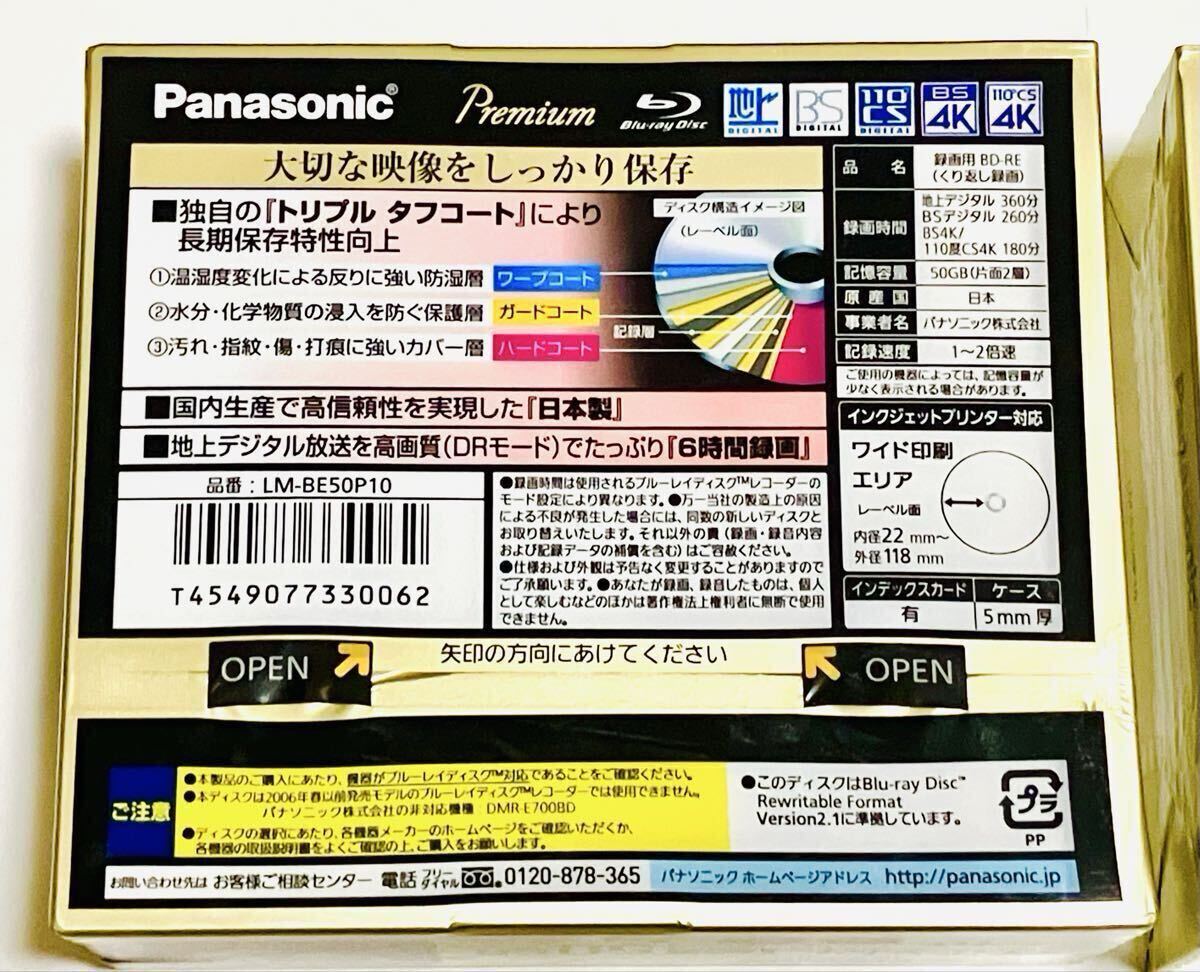 Panasonic® Premium Blu-ray Disc 地上 DIGITAL BS DIGITAL 110 CS DIGITAL BS 4K 110°CS 4K
大切な映像をしっかり保存
■独自の『トリプル タフコート』により
長期保存特性向上
①温湿度変化による反りに強い防湿層 ワープコート
②水分・化学物質の浸入を防ぐ保護層 ガードコート
③汚れ・指紋・傷・打痕に強いカバー層 ハードコート
ディスク構造イメージ図
(レーベル面)
記録層
■国内生産で高信頼性を実現した『日本製』
■地上デジタル放送を高画質(DRモード)でたっぷり『6時間録画』
品番：LM-BE50P10
T4549077330062
●録画時間は使用されるブルーレイディスク™レコーダーの
モード設定により異なります。●万一当社の製造上の原因
による不良が発生した場合には、同数の新しいディスクと
お取り替えいたします。それ以外の責（録画・録音内容
および記録データの補償を含む）はご容赦ください。
●仕様および外観は予告なく変更することがありますので
ご了承願います。●あなたが録画、録音したものは、個人
として楽しむなどのほかは著作権法上権利者に無断で使用
できません。
品名 録画用 BD-RE
(くり返し録画)
録画時間 地上デジタル 360分
BSデジタル 260分
BS4K/
110度CS4K 180分
記憶容量 50GB(片面2層)
原産国 日本
事業者名 パナソニック株式会社
記録速度 1～2倍速
ご使用の機器によっては、記憶容量が
少なく表示される場合があります。
インクジェットプリンター対応
ワイド印刷
エリア
レーベル面
内径22 mm～
外径118 mm
インデックスカード ケース
有 5mm厚
OPEN 矢印の方向にあけてください OPEN
ご注意
●本製品のご購入にあたり、機器がブルーレイディスク™対応であることをご確認ください。
●本ディスクは2006年春以前発売モデルのブルーレイディスク™レコーダーでは使用できません。
パナソニック株式会社の非対応機種 DMR-E700BD
●ディスクの選択にあたり、各機器メーカーのホームページをご確認いただくか、
各機器の取扱説明書をよくご確認の上、ご購入をお願いします。
●このディスクはBlu-ray Disc™
Rewritable Format
Version2.1に準拠しています。
プラ
PP
お問い合わせ先は お客様ご相談センター 電話 フリーダイヤル 0120-878-365 パナソニック ホームページアドレス http://panasonic.jp